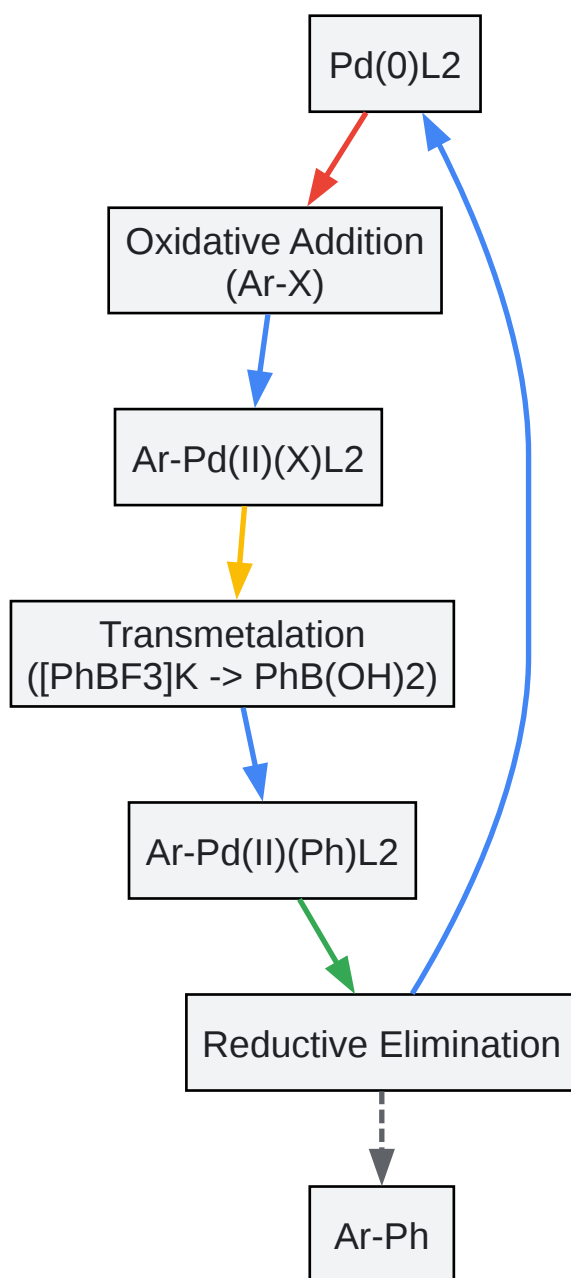 Pd(0)L2
Oxidative Addition
(Ar-X)
Ar-Pd(II)(X)L2
Transmetalation
([PhBF3]K -> PhB(OH)2)
Ar-Pd(II)(Ph)L2
Reductive Elimination
Ar-Ph